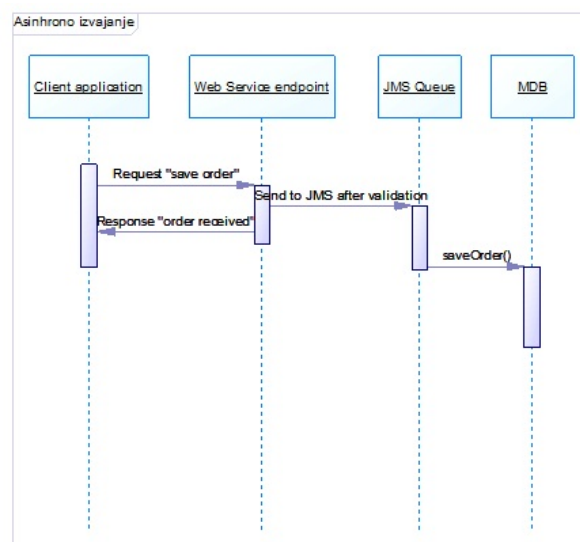 Asinhrono izvajanje
Client application
Web Service endpoint
JMS Queue
MDB
Request "save order"
Send to JMS after validation
Response "order received"
saveOrder()